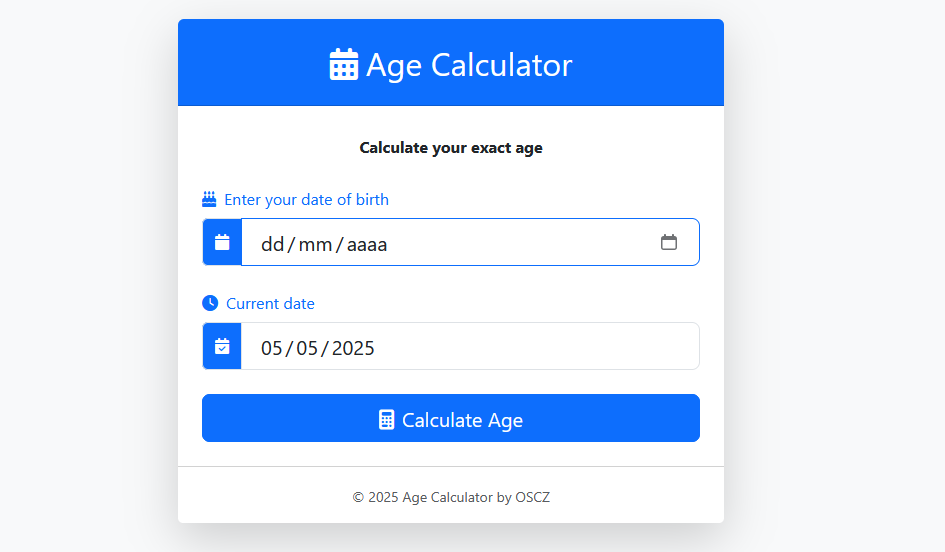 Age Calculator
Calculate your exact age
Enter your date of birth
dd/mm/aaaa
Current date
05/05/2025
Calculate Age
© 2025 Age Calculator by OSCZ